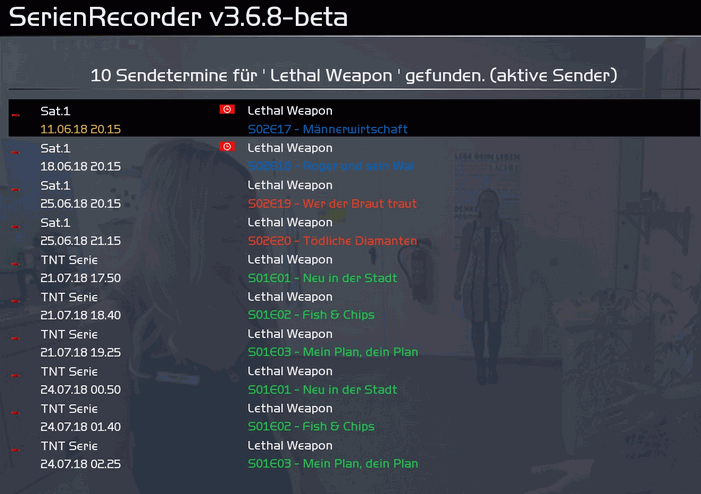 SerienRecorder v3.6.8-beta
10 Sendetermine für ' Lethal Weapon ' gefunden. (aktive Sender)
Sat.1 Lethal Weapon
11.06.18 20.15 S02E17 - Männerwirtschaft
Sat.1 Lethal Weapon
18.06.18 20.15 S02E18 - Roger und sein Wal
Sat.1 Lethal Weapon
25.06.18 20.15 S02E19 - Wer der Braut traut
Sat.1 Lethal Weapon
25.06.18 21.15 S02E20 - Tödliche Diamanten
TNT Serie Lethal Weapon
21.07.18 17.50 S01E01 - Neu in der Stadt
TNT Serie Lethal Weapon
21.07.18 18.40 S01E02 - Fish & Chips
TNT Serie Lethal Weapon
21.07.18 19.25 S01E03 - Mein Plan, dein Plan
TNT Serie Lethal Weapon
24.07.18 00.50 S01E01 - Neu in der Stadt
TNT Serie Lethal Weapon
24.07.18 01.40 S01E02 - Fish & Chips
TNT Serie Lethal Weapon
24.07.18 02.25 S01E03 - Mein Plan, dein Plan